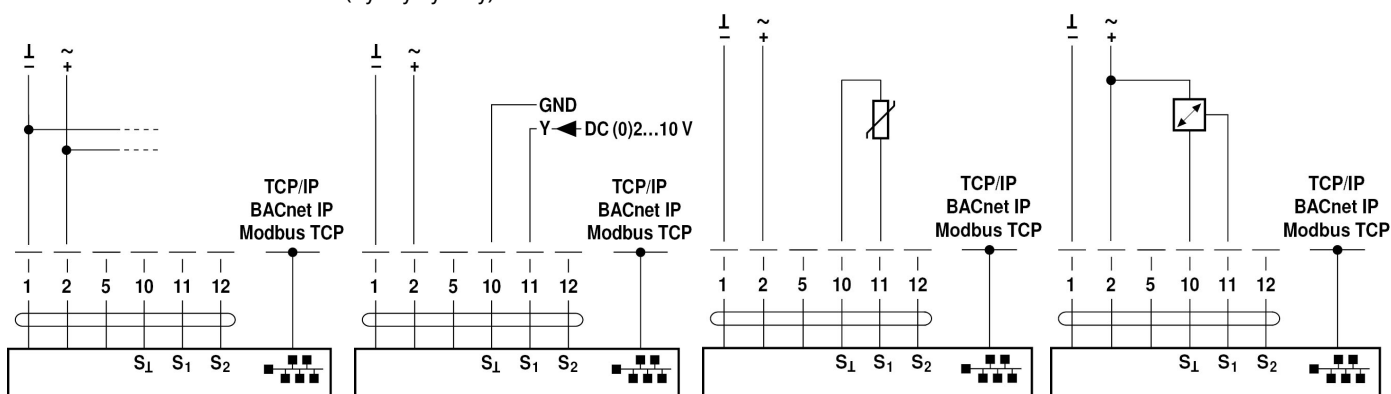 ⊥ ~
– +
TCP/IP
BACnet IP
Modbus TCP
1 2 5 10 11 12
S⊥ S1 S2
⊥ ~
– +
GND
Y DC (0)2…10 V
TCP/IP
BACnet IP
Modbus TCP
1 2 5 10 11 12
S⊥ S1 S2
⊥ ~
– +
TCP/IP
BACnet IP
Modbus TCP
1 2 5 10 11 12
S⊥ S1 S2
⊥ ~
– +
TCP/IP
BACnet IP
Modbus TCP
1 2 5 10 11 12
S⊥ S1 S2